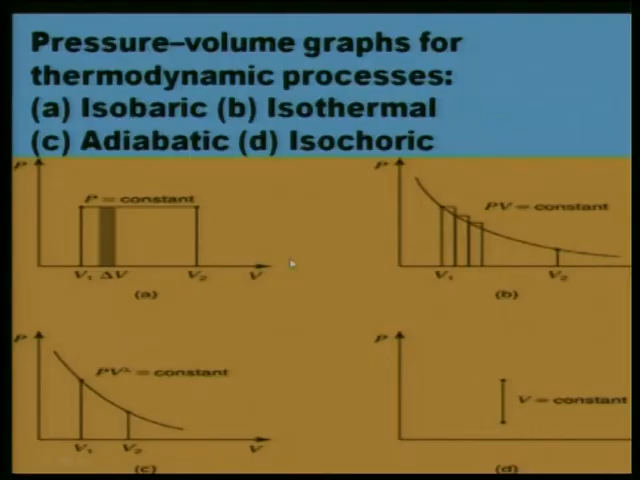 Pressure–volume graphs for
thermodynamic processes:
(a) Isobaric (b) Isothermal
(c) Adiabatic (d) Isochoric
P
P = constant
V₁ ΔV V₂ V
(a)
P
PV = constant
V₁ V₂
(b)
P
= constant
V₁ V₂ V
(c)
P
V = constant
(d)